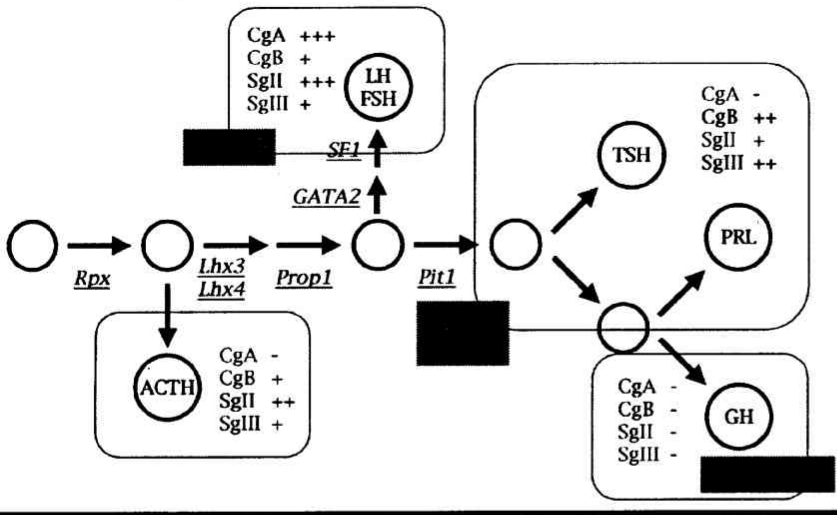 CgA +++
CgB +
SgII +++
SgIII +
LH
FSH
SF1
GATA2
CgA -
CgB ++
SgII +
SgIII ++
TSH
PRL
Rpx
Lhx3
Lhx4
Prop1
Pit1
ACTH
CgA -
CgB +
SgII ++
SgIII +
CgA -
CgB -
SgII -
SgIII -
GH